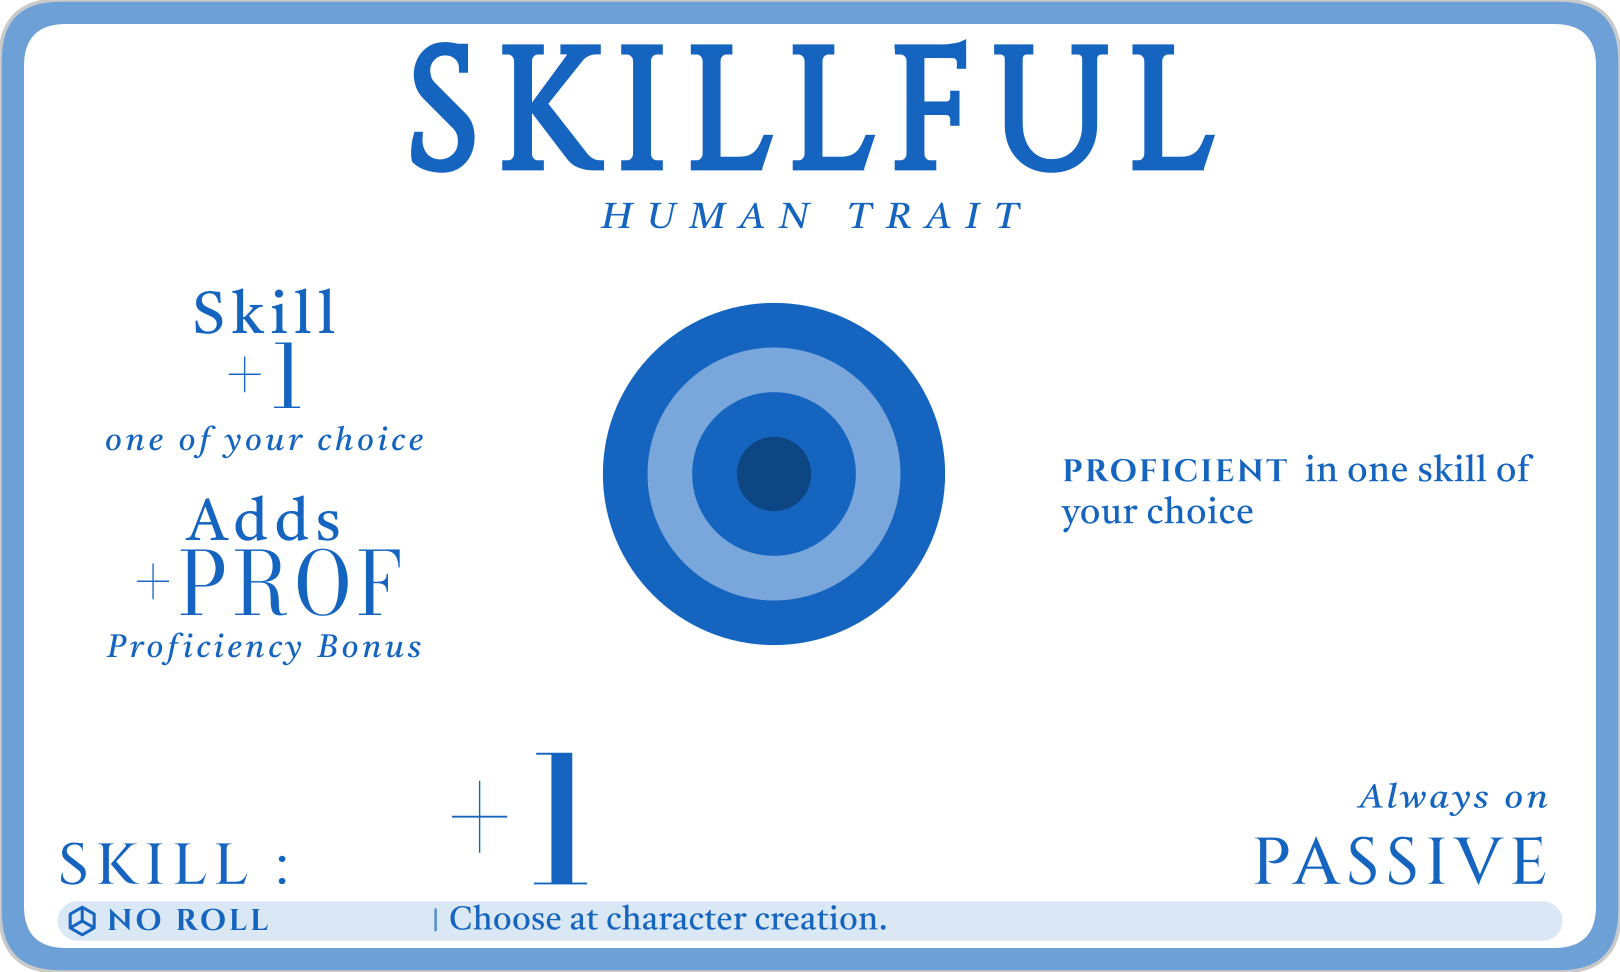 SKILLFUL
HUMAN TRAIT
Skill
+1
one of your choice
Adds
+PROF
Proficiency Bonus
PROFICIENT in one skill of
your choice
SKILL : +1
Always on
PASSIVE
NO ROLL | Choose at character creation.